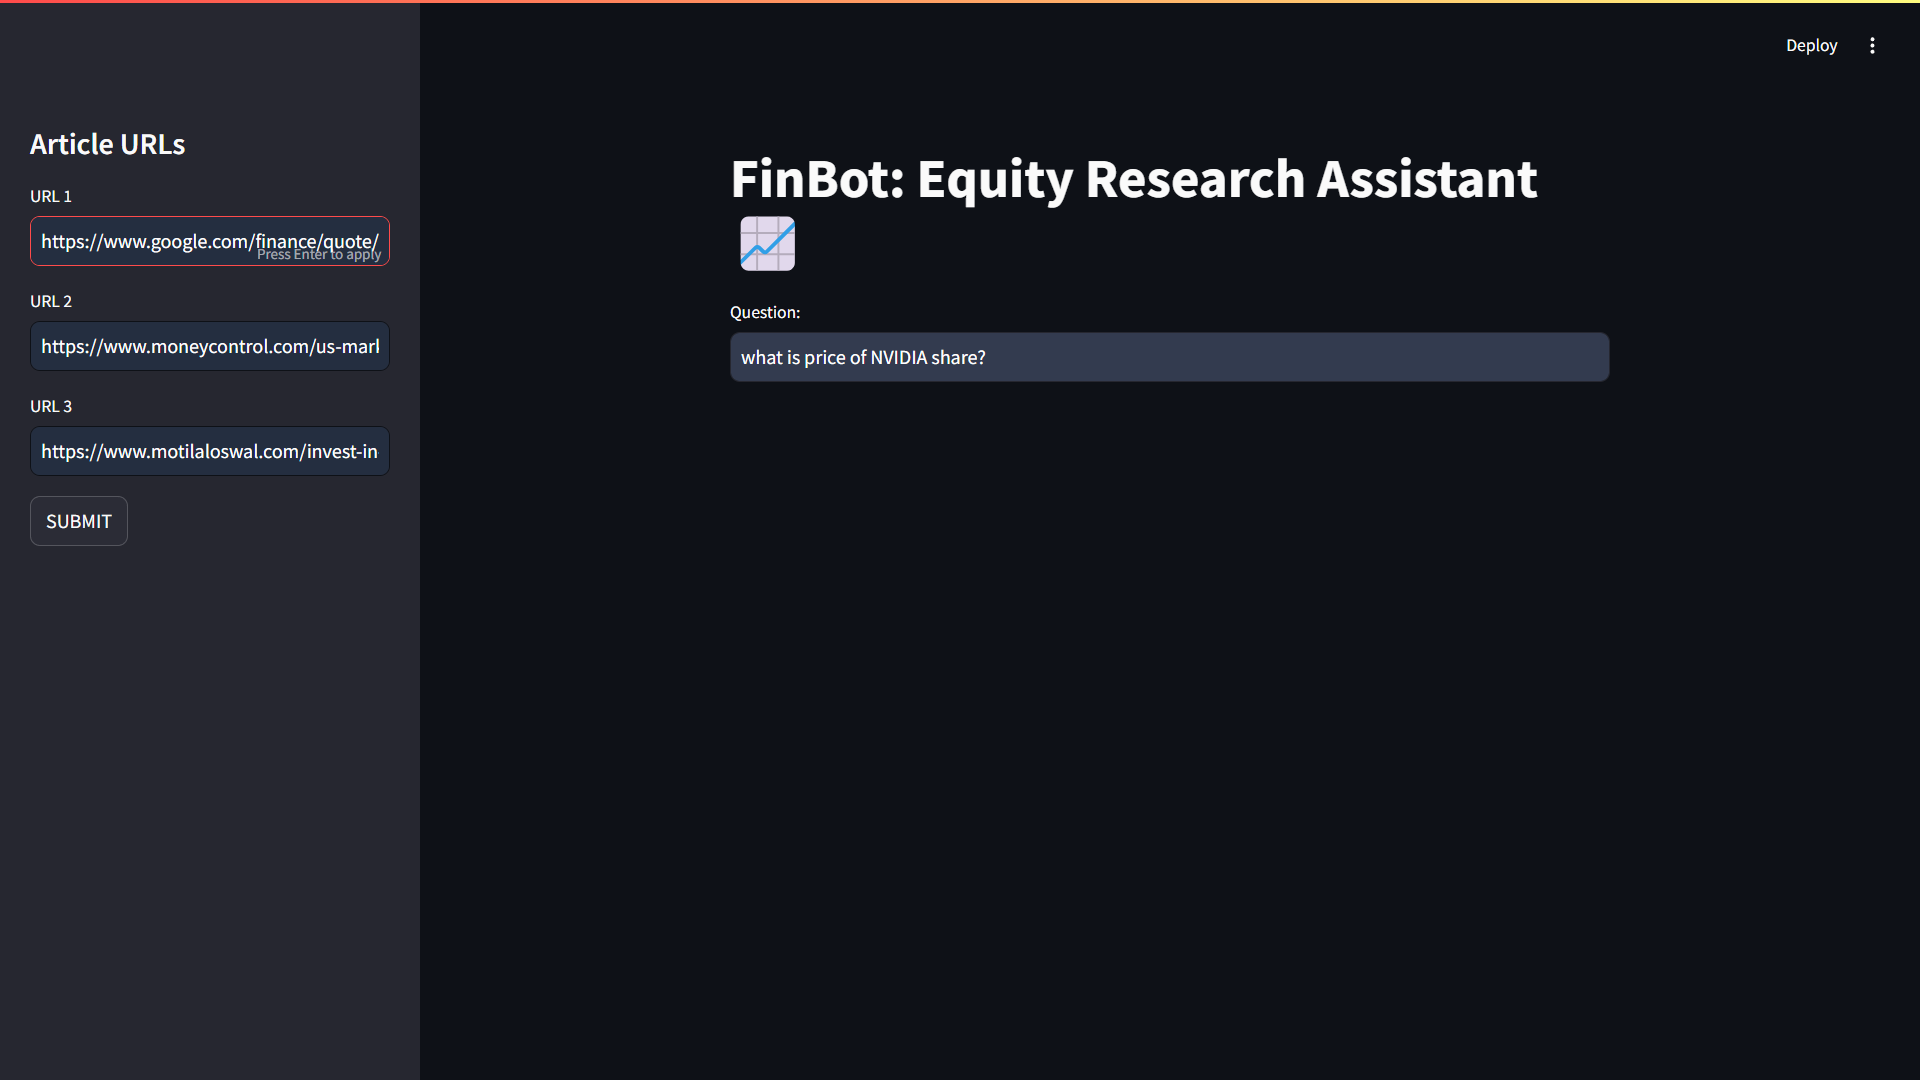 Deploy
Article URLs
URL 1
https://www.google.com/finance/quote/
Press Enter to apply
URL 2
https://www.moneycontrol.com/us-mark
URL 3
https://www.motilaloswal.com/invest-in
SUBMIT
FinBot: Equity Research Assistant
Question:
what is price of NVIDIA share?